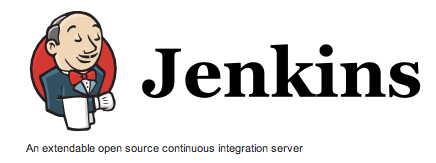 Jenkins
An extendable open source continuous integration server